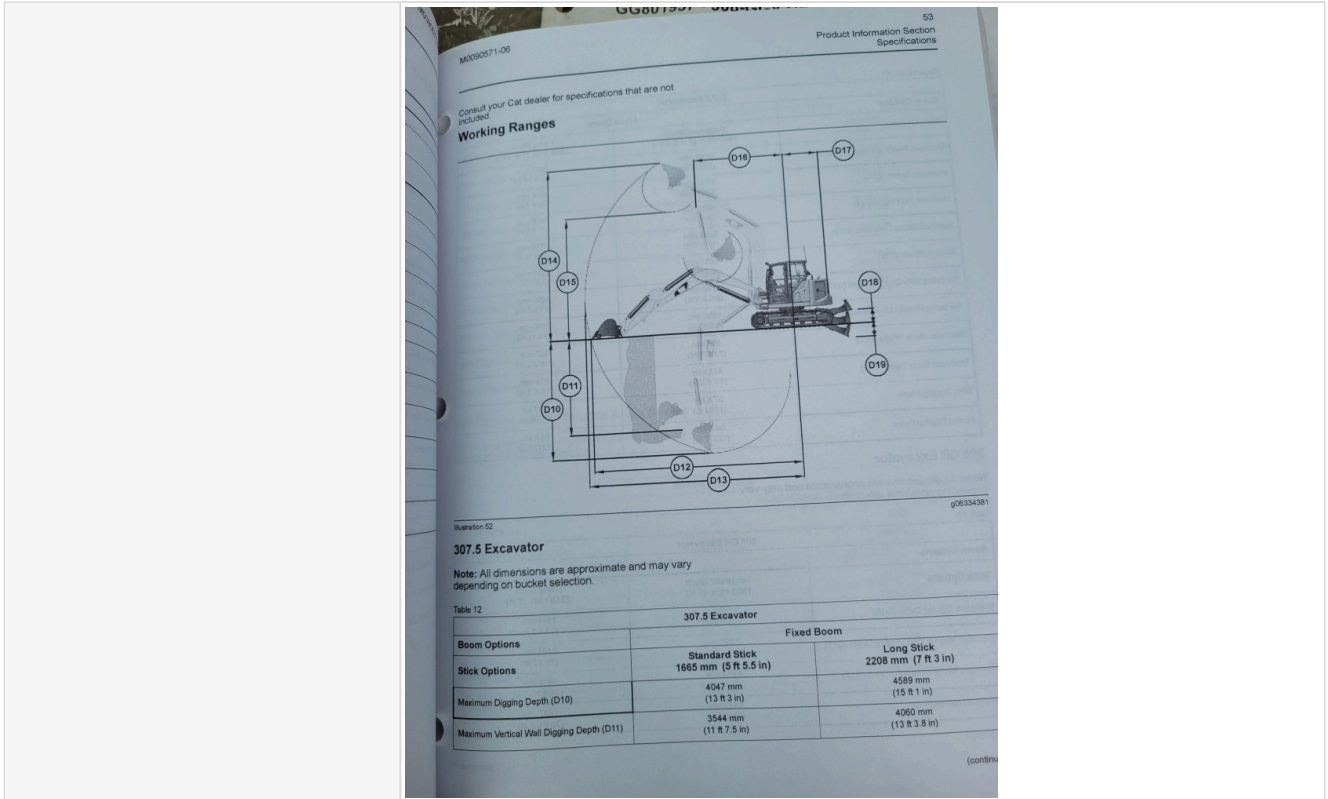 53
M0090571-06
Product Information Section
Specifications
Consult your Cat dealer for specifications that are not
included.
Working Ranges
D16
D17
D14
D15
D18
D11
D19
D10
D12
D13
Illustration 52
g06334381
307.5 Excavator
Note: All dimensions are approximate and may vary
depending on bucket selection.
Table 12
307.5 Excavator
Boom Options
Fixed Boom
Stick Options
Standard Stick
1665 mm (5 ft 5.5 in)
Long Stick
2208 mm (7 ft 3 in)
Maximum Digging Depth (D10)
4047 mm
(13 ft 3 in)
4589 mm
(15 ft 1 in)
Maximum Vertical Wall Digging Depth (D11)
3544 mm
(11 ft 7.5 in)
4060 mm
(13 ft 3.8 in)
(continu